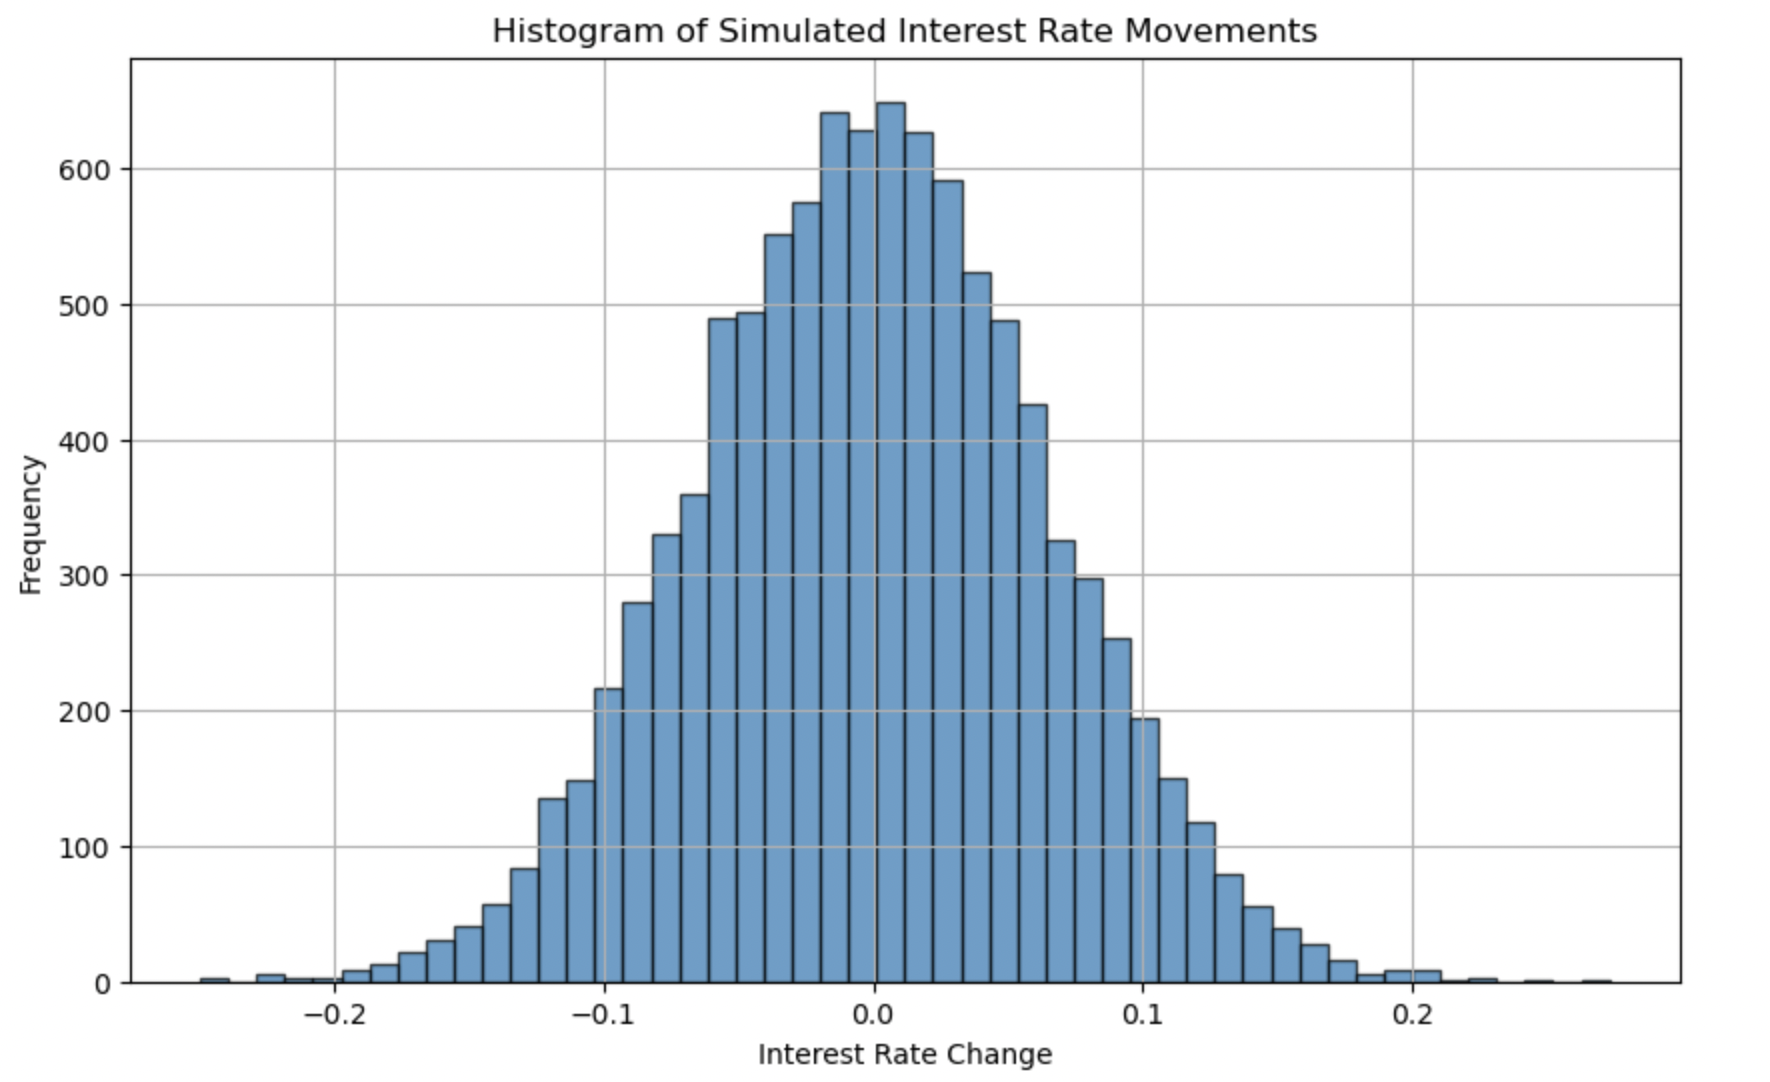 Histogram of Simulated Interest Rate Movements
Frequency
600
500
400
300
200
100
0
−0.2 −0.1 0.0 0.1 0.2
Interest Rate Change